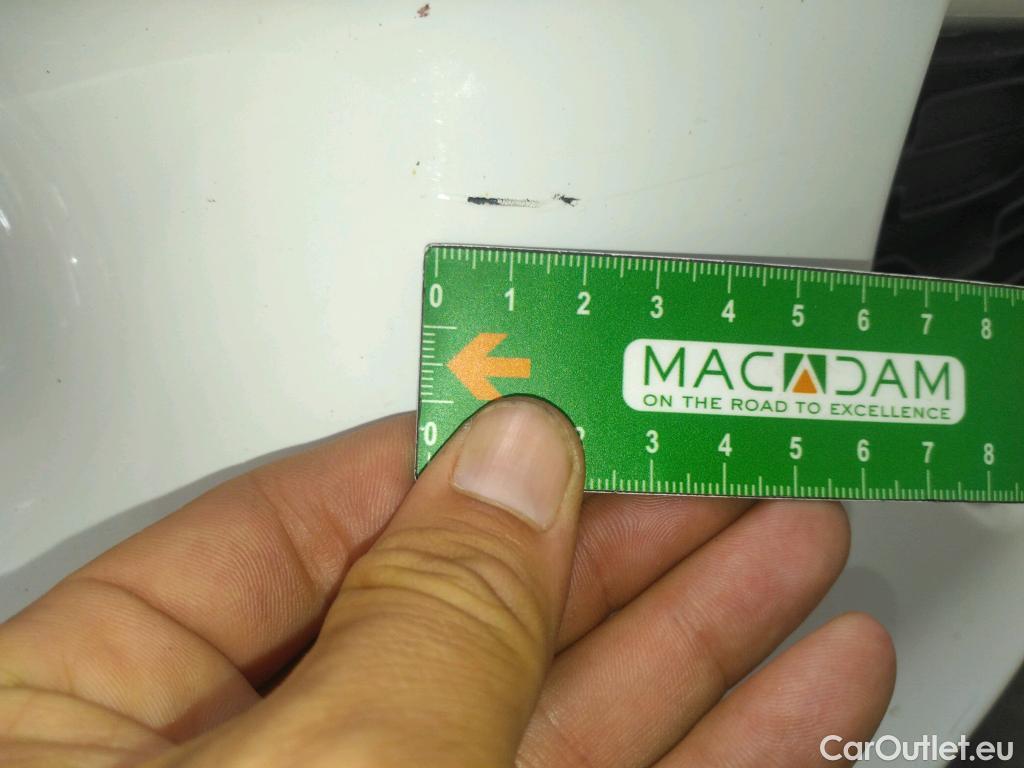 0 1 2 3 4 5 6 7 8
MACADAM
ON THE ROAD TO EXCELLENCE
0 3 4 5 6 7 8
CarOutlet.eu